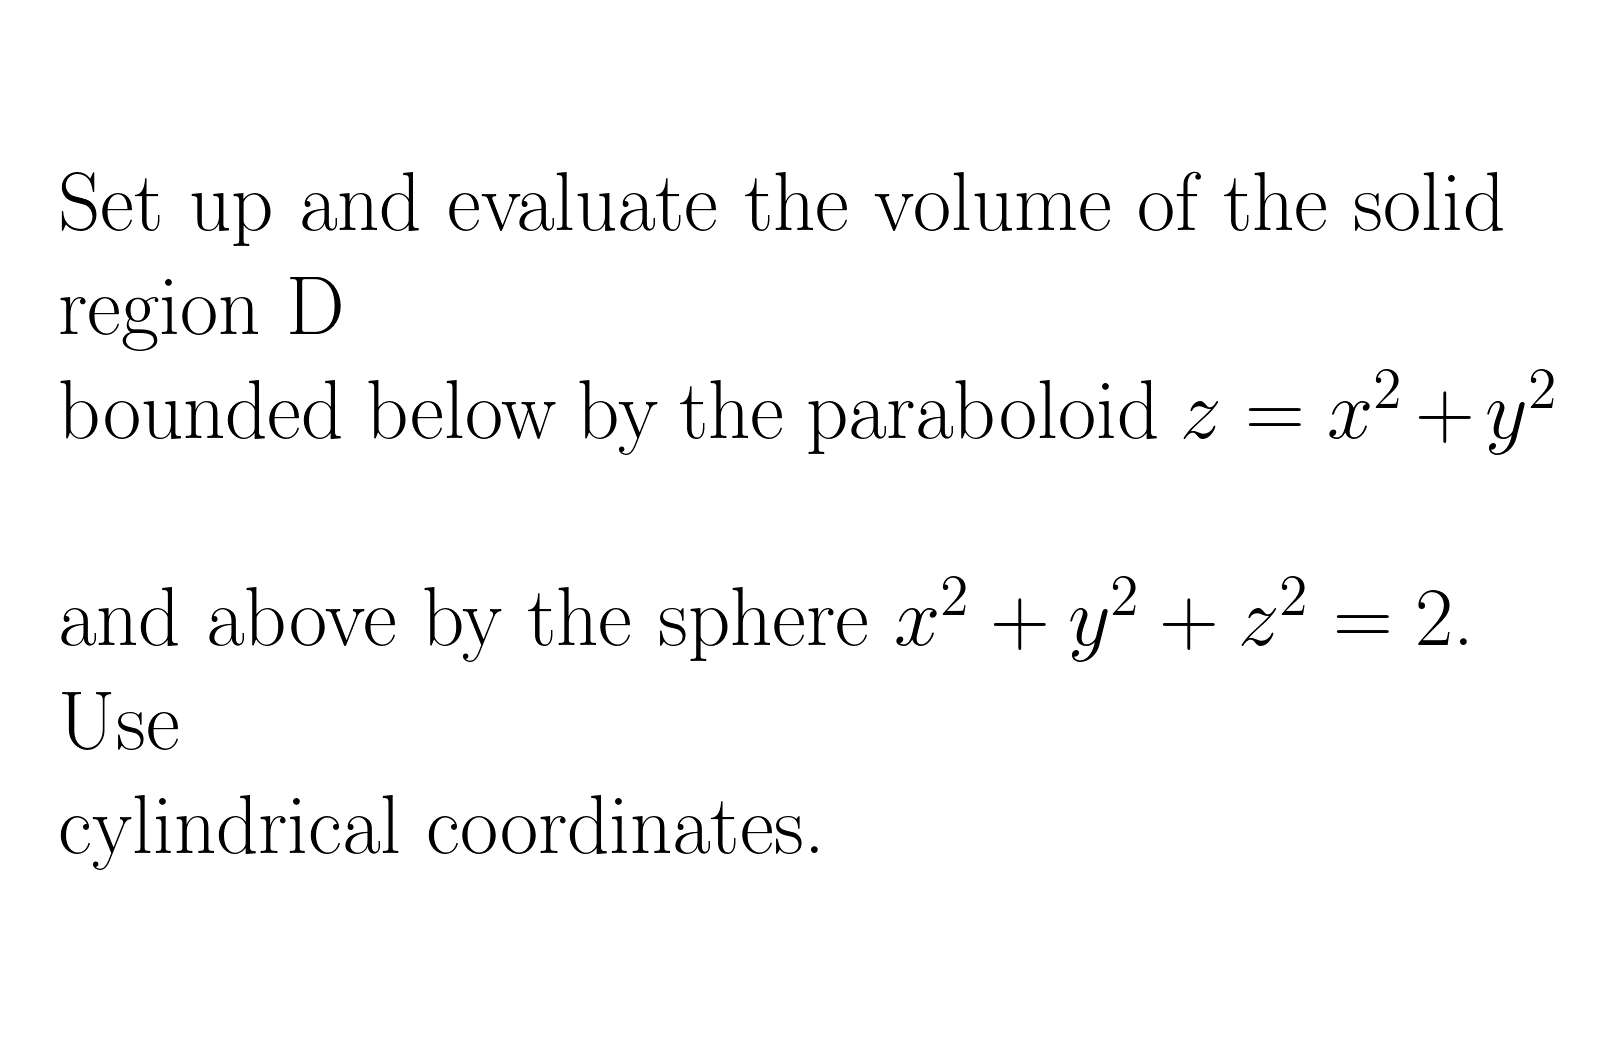 Set up and evaluate the volume of the solid
region D
bounded below by the paraboloid $z = x^2 + y^2$
and above by the sphere $x^2 + y^2 + z^2 = 2$.
Use
cylindrical coordinates.